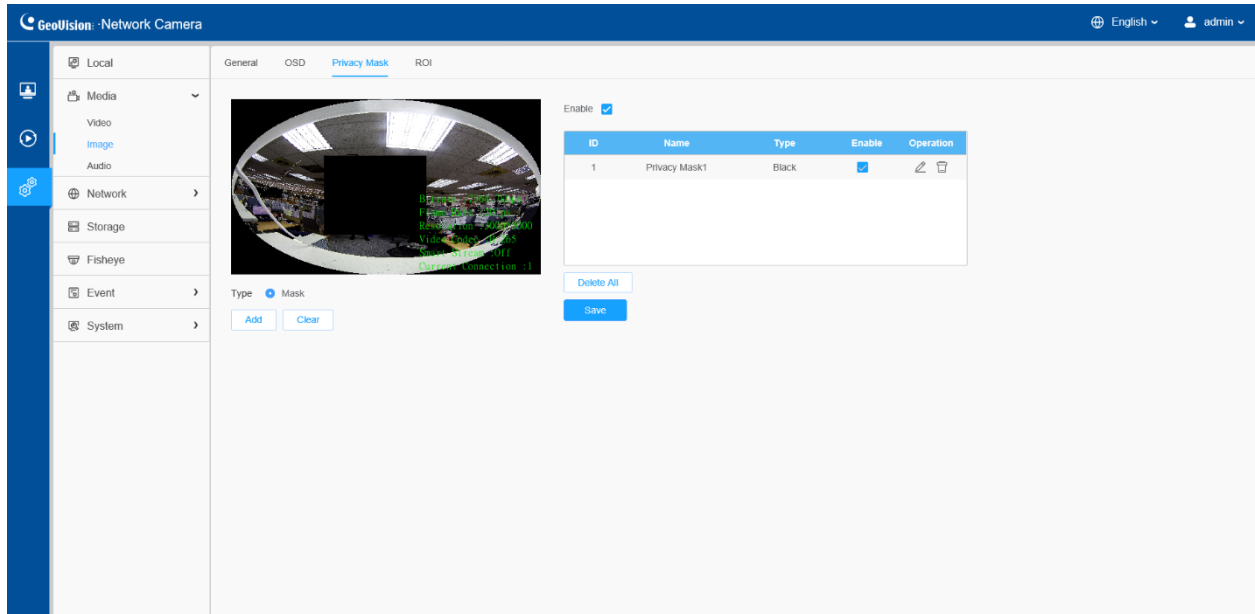 GeoVision: ·Network Camera
English
admin
Local
Media
Video
Image
Audio
Network
Storage
Fisheye
Event
System
General OSD Privacy Mask ROI
Resolution
Video Codec
Smart Stream :Off
Current Connection :1
Type Mask
Add Clear
Enable
ID Name Type Enable Operation
1 Privacy Mask1 Black
Delete All
Save